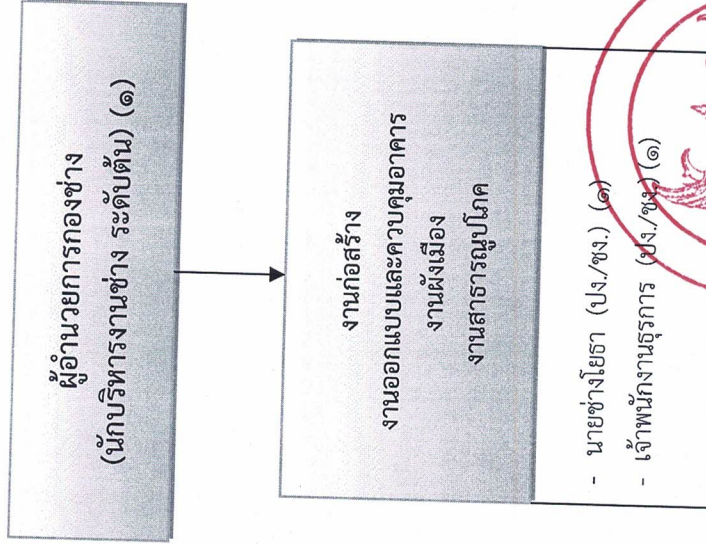 ผู้อำนวยการกองช่าง
(นักบริหารงานช่าง ระดับต้น) (๑)
งานก่อสร้าง
งานออกแบบและควบคุมอาคาร
งานผังเมือง
งานสาธารณูปโภค
- นายช่างโยธา (ปง./ชง.) (๑)
- เจ้าพนักงานธุรการ (ปง./ชง.) (๑)